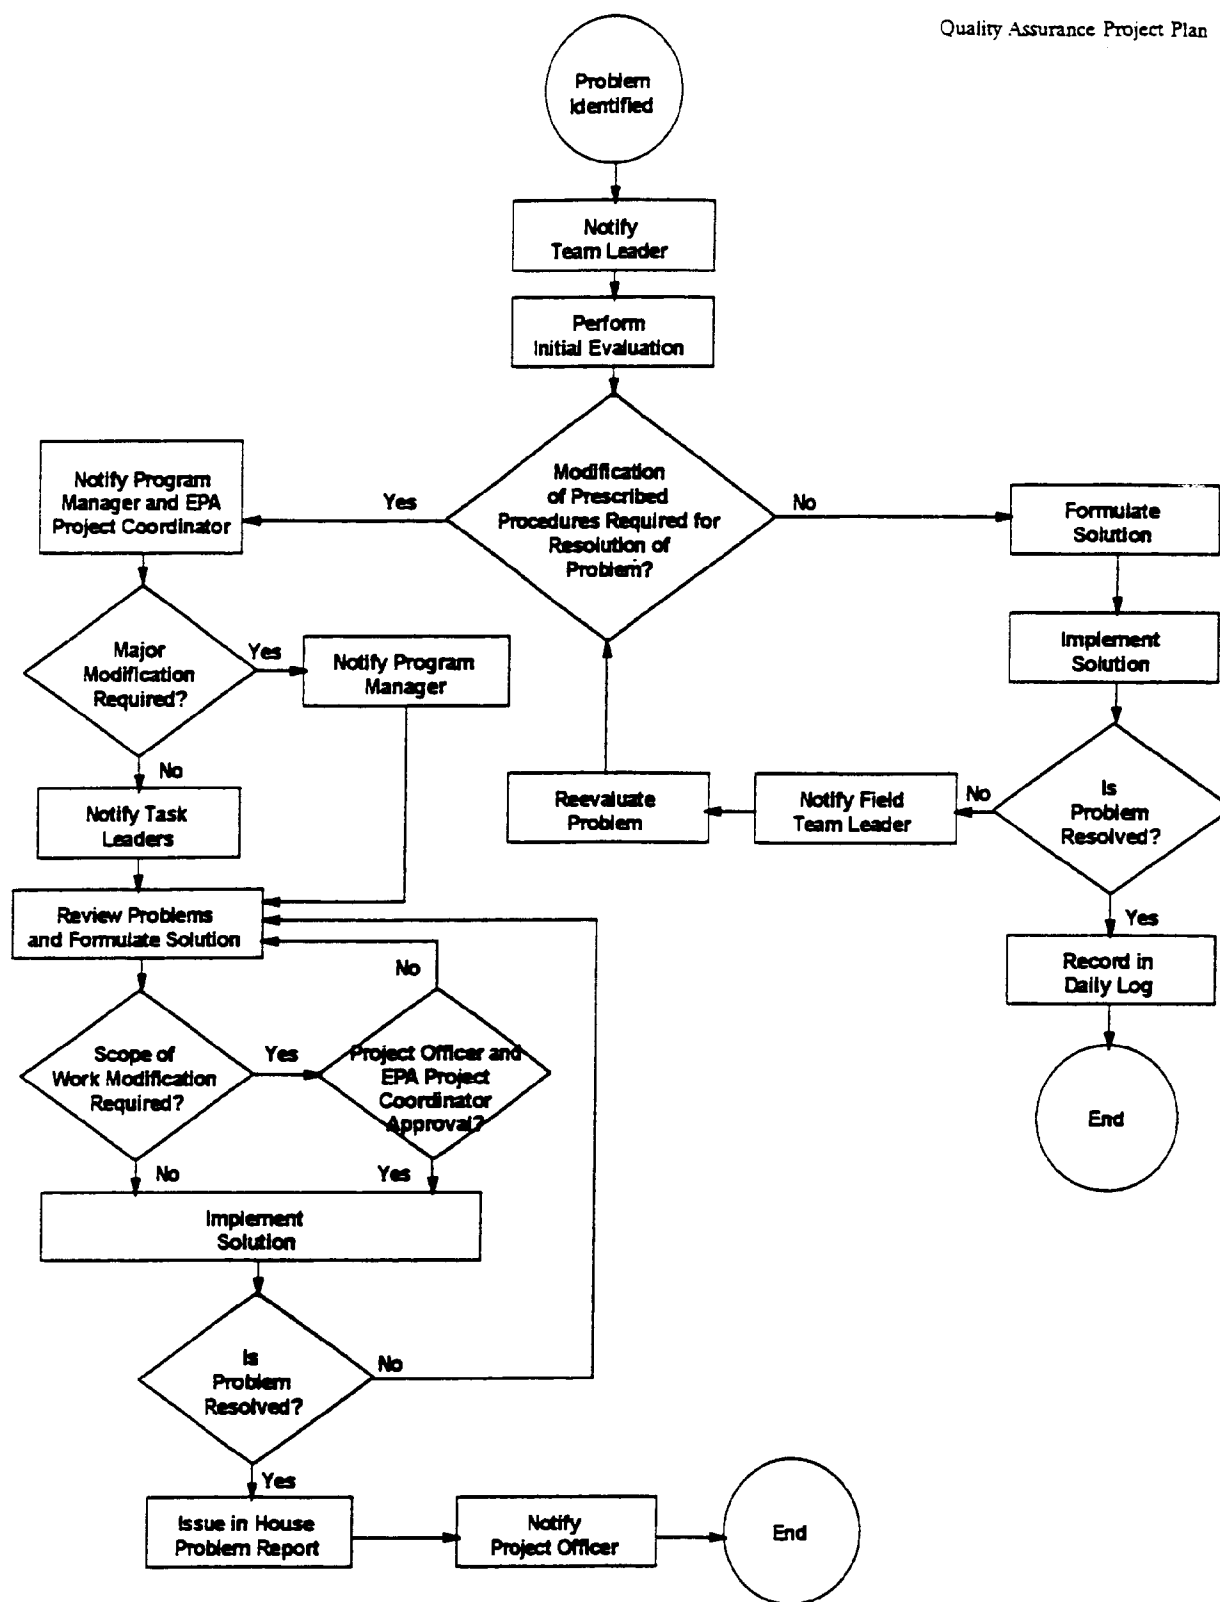 Quality Assurance Project Plan
Problem
Identified
Notify
Team Leader
Perform
Initial Evaluation
Modification
of Prescribed
Procedures Required for
Resolution of
Problem?
Yes
No
Notify Program
Manager and EPA
Project Coordinator
Formulate
Solution
Major
Modification
Required?
Yes
Notify Program
Manager
Implement
Solution
No
Notify Task
Leaders
Reevaluate
Problem
Notify Field
Team Leader
No
Is
Problem
Resolved?
Yes
Review Problems
and Formulate Solution
Record in
Daily Log
No
Scope of
Work Modification
Required?
Yes
Project Officer and
EPA Project
Coordinator
Approval?
End
No
Yes
Implement
Solution
Is
Problem
Resolved?
No
Yes
Issue in House
Problem Report
Notify
Project Officer
End